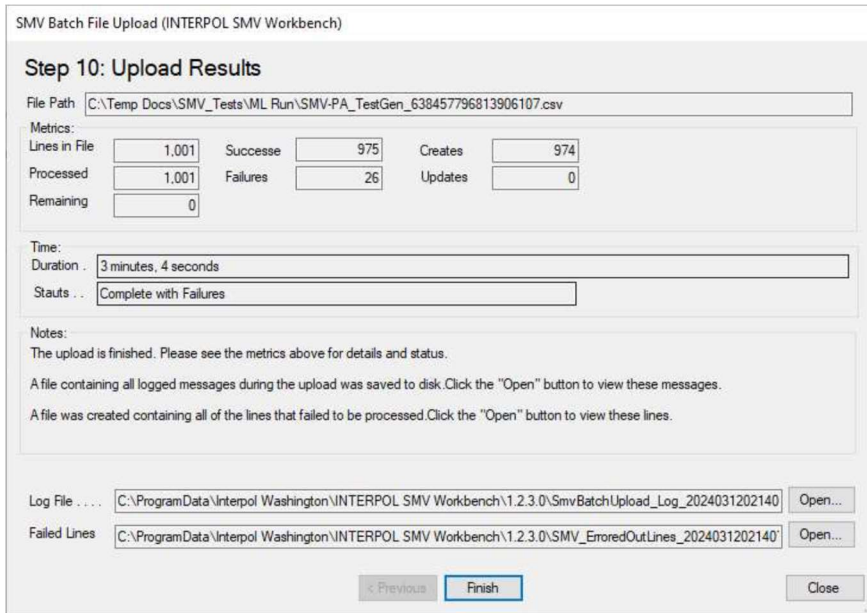 SMV Batch File Upload (INTERPOL SMV Workbench)
Step 10: Upload Results
File Path C:\Temp Docs\SMV_Tests\ML Run\SMV-PA_TestGen_638457796813906107.csv
Metrics:
Lines in File 1,001 Successe 975 Creates 974
Processed 1,001 Failures 26 Updates 0
Remaining 0
Time:
Duration . 3 minutes, 4 seconds
Stauts . . Complete with Failures
Notes:
The upload is finished. Please see the metrics above for details and status.
A file containing all logged messages during the upload was saved to disk.Click the "Open" button to view these messages.
A file was created containing all of the lines that failed to be processed.Click the "Open" button to view these lines.
Log File . . . . C:\ProgramData\Interpol Washington\INTERPOL SMV Workbench\1.2.3.0\SmvBatchUpload_Log_2024031202140 Open...
Failed Lines C:\ProgramData\Interpol Washington\INTERPOL SMV Workbench\1.2.3.0\SMV_ErroredOutLines_2024031202140 Open...
< Previous Finish Close